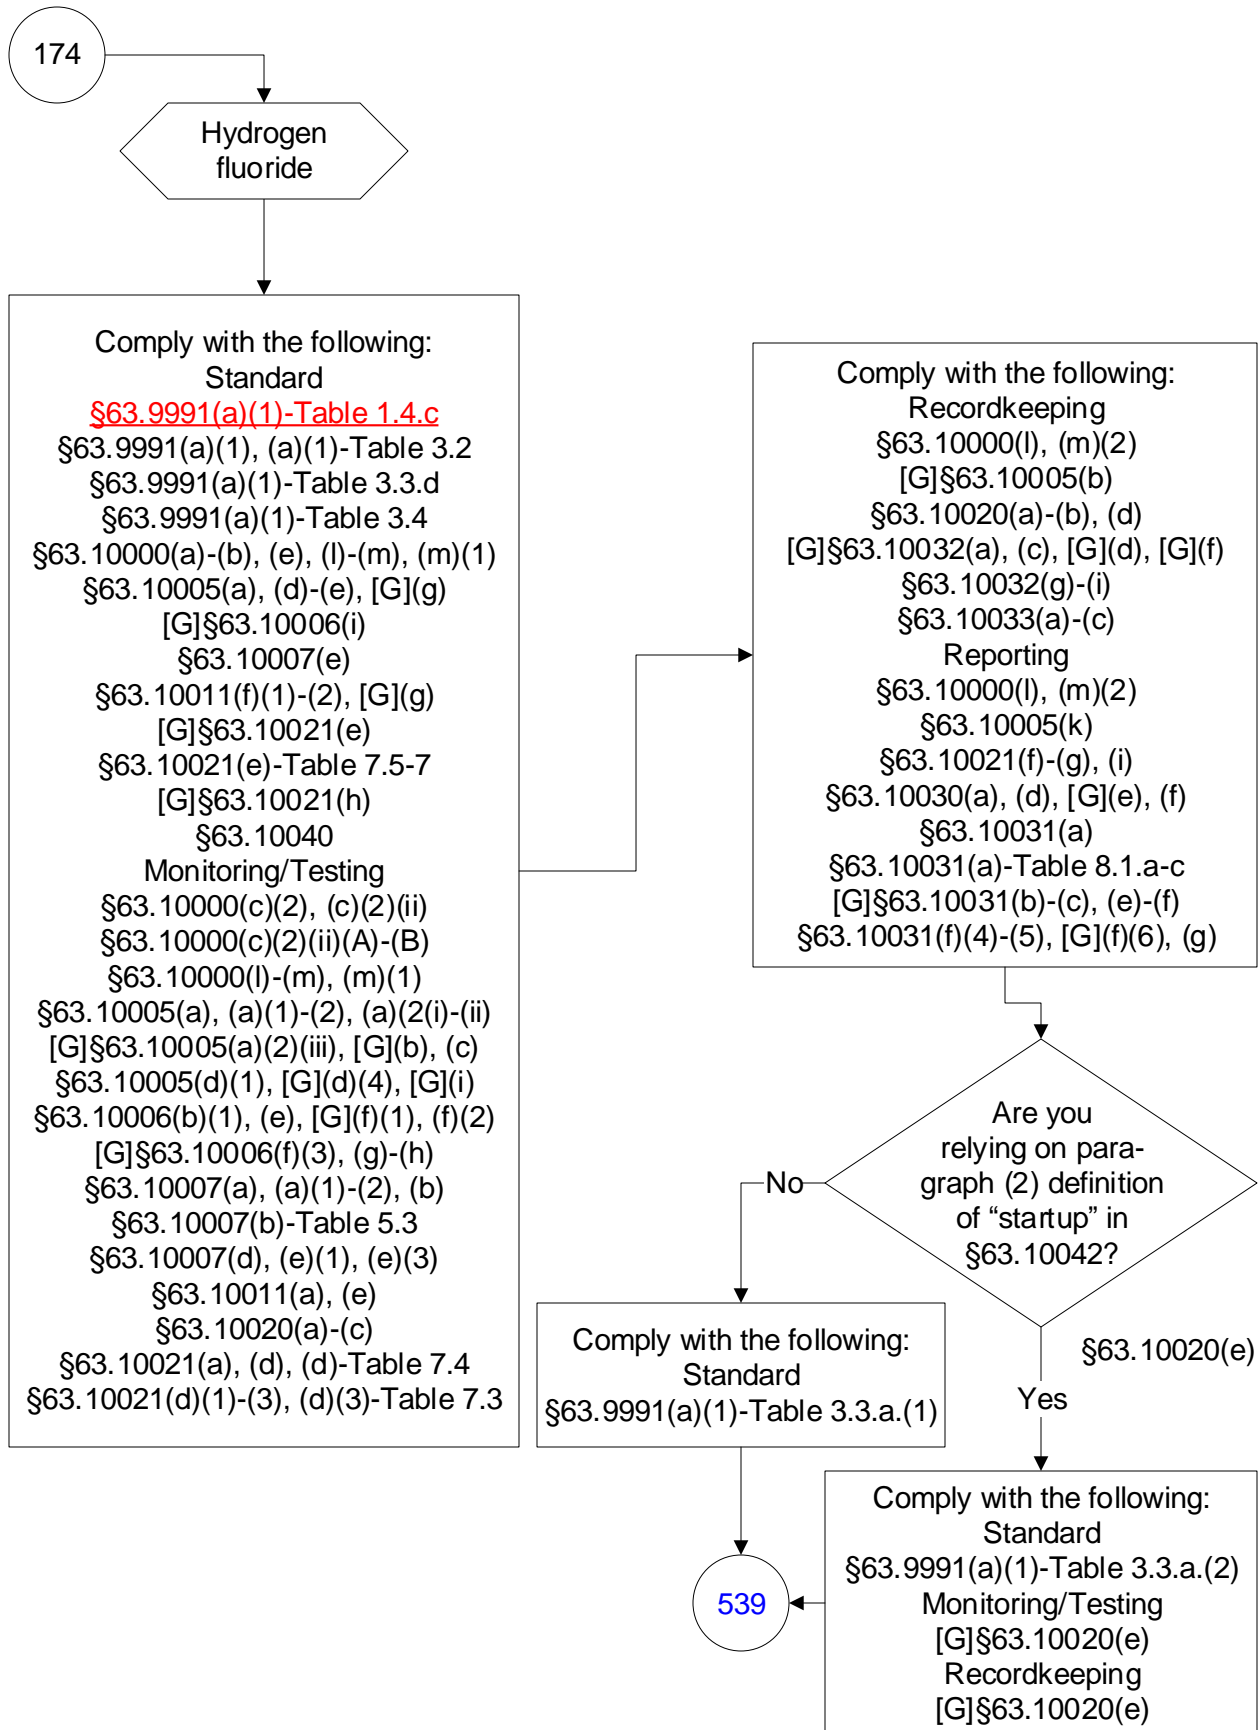 174
Hydrogen
fluoride
Comply with the following:
Standard
§63.9991(a)(1)-Table 1.4.c
§63.9991(a)(1), (a)(1)-Table 3.2
§63.9991(a)(1)-Table 3.3.d
§63.9991(a)(1)-Table 3.4
§63.10000(a)-(b), (e), (l)-(m), (m)(1)
§63.10005(a), (d)-(e), [G](g)
[G]§63.10006(i)
§63.10007(e)
§63.10011(f)(1)-(2), [G](g)
[G]§63.10021(e)
§63.10021(e)-Table 7.5-7
[G]§63.10021(h)
§63.10040
Monitoring/Testing
§63.10000(c)(2), (c)(2)(ii)
§63.10000(c)(2)(ii)(A)-(B)
§63.10000(l)-(m), (m)(1)
§63.10005(a), (a)(1)-(2), (a)(2(i)-(ii)
[G]§63.10005(a)(2)(iii), [G](b), (c)
§63.10005(d)(1), [G](d)(4), [G](i)
§63.10006(b)(1), (e), [G](f)(1), (f)(2)
[G]§63.10006(f)(3), (g)-(h)
§63.10007(a), (a)(1)-(2), (b)
§63.10007(b)-Table 5.3
§63.10007(d), (e)(1), (e)(3)
§63.10011(a), (e)
§63.10020(a)-(c)
§63.10021(a), (d), (d)-Table 7.4
§63.10021(d)(1)-(3), (d)(3)-Table 7.3
Comply with the following:
Recordkeeping
§63.10000(l), (m)(2)
[G]§63.10005(b)
§63.10020(a)-(b), (d)
[G]§63.10032(a), (c), [G](d), [G](f)
§63.10032(g)-(i)
§63.10033(a)-(c)
Reporting
§63.10000(l), (m)(2)
§63.10005(k)
§63.10021(f)-(g), (i)
§63.10030(a), (d), [G](e), (f)
§63.10031(a)
§63.10031(a)-Table 8.1.a-c
[G]§63.10031(b)-(c), (e)-(f)
§63.10031(f)(4)-(5), [G](f)(6), (g)
Are you
relying on para-
graph (2) definition
of “startup” in
§63.10042?
No
Comply with the following:
Standard
§63.9991(a)(1)-Table 3.3.a.(1)
§63.10020(e)
Yes
Comply with the following:
Standard
§63.9991(a)(1)-Table 3.3.a.(2)
Monitoring/Testing
[G]§63.10020(e)
Recordkeeping
[G]§63.10020(e)
539